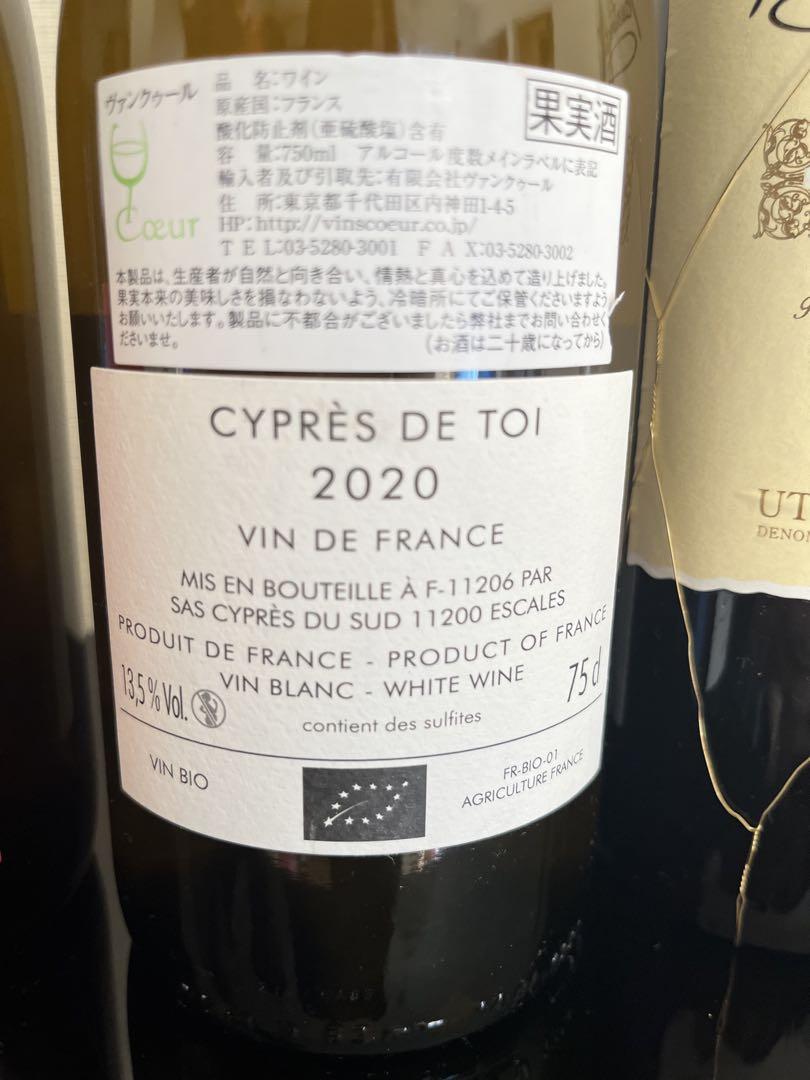 ヴァンクゥール
Cœur
品 名:ワイン
原産国:フランス
酸化防止剤(亜硫酸塩)含有
容 量:750ml アルコール度数メインラベルに表記
輸入者及び引取先:有限会社ヴァンクゥール
住 所:東京都千代田区内神田1-4-5
HP:http://vinscoeur.co.jp/
TEL:03-5280-3001 FAX:03-5280-3002
果実酒
本製品は、生産者が自然と向き合い、情熱と真心を込めて造り上げました。
果実本来の美味しさを損なわないよう、冷暗所にてご保管くださいますよう
お願いいたします。製品に不都合がございましたら弊社までお問い合わせく
ださいませ。 (お酒は二十歳になってから)
CYPRÈS DE TOI
2020
VIN DE FRANCE
MIS EN BOUTEILLE À F-11206 PAR
SAS CYPRÈS DU SUD 11200 ESCALES
PRODUIT DE FRANCE - PRODUCT OF FRANCE
VIN BLANC - WHITE WINE
13,5%Vol.
75 cl
contient des sulfites
VIN BIO
FR-BIO-01
AGRICULTURE FRANCE
UT
DENOM